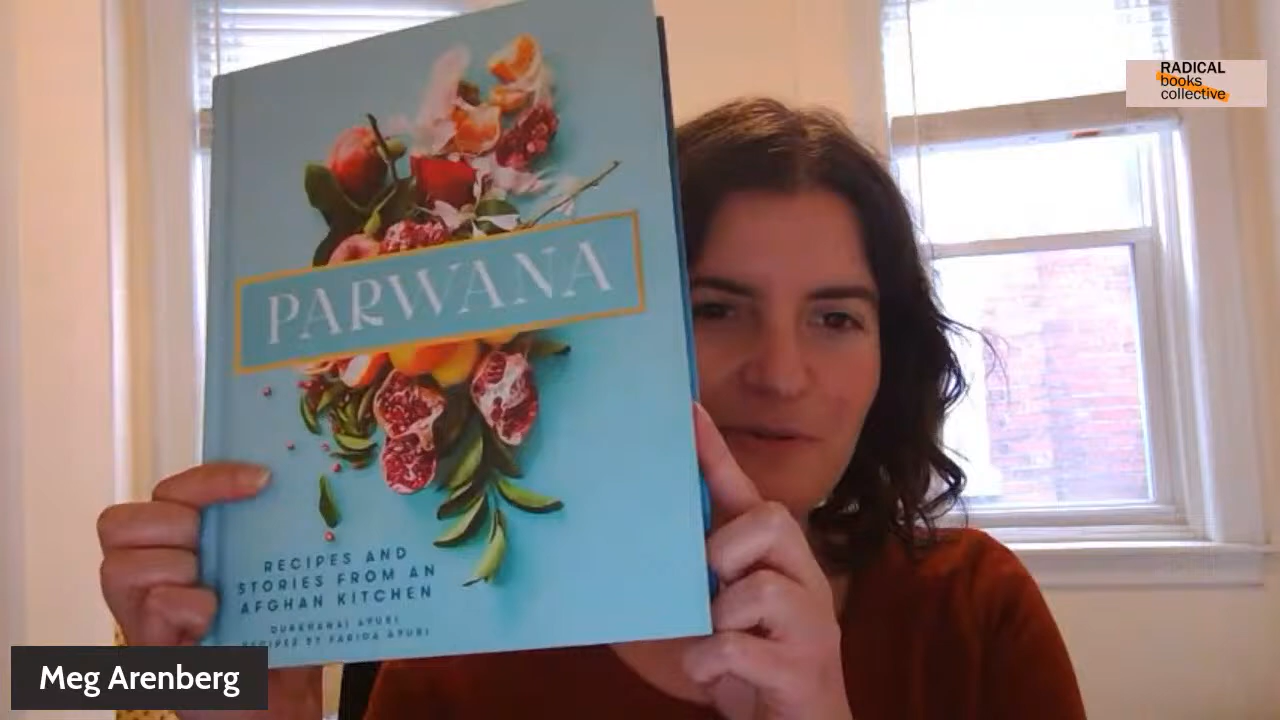 RADICAL
books
collective
PARWANA
RECIPES AND
STORIES FROM AN
AFGHAN KITCHEN
DURKHANAI AYUBI
RECIPES BY FARIDA AYUBI
Meg Arenberg